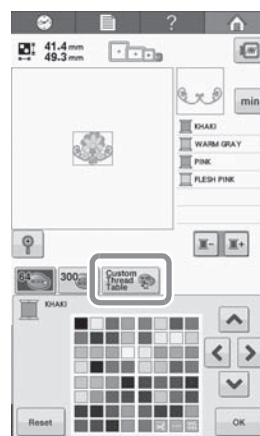 ?
41.4 mm
49.3 mm
min
KHAKI
WARM GRAY
PINK
FLESH PINK
- +
64
300
Custom
Thread
Table
KHAKI
Reset
OK